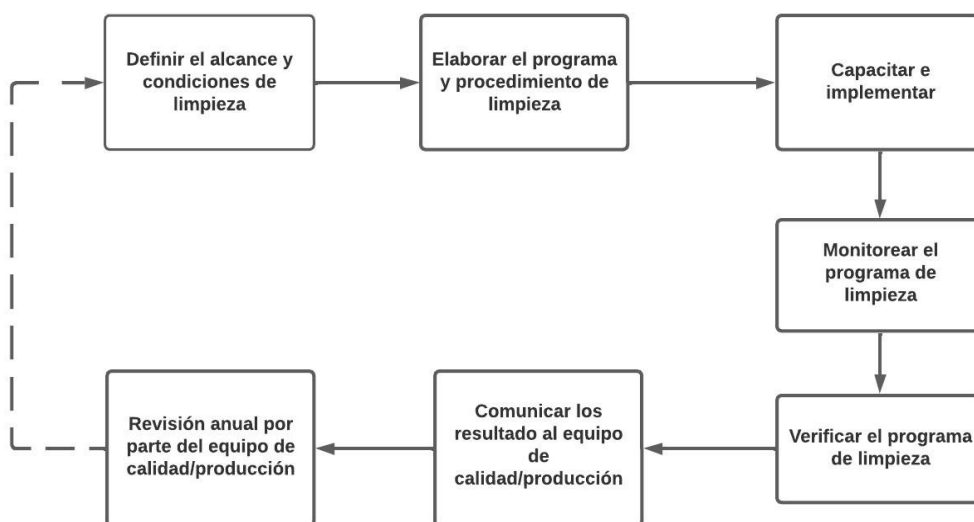 Definir el alcance y
condiciones de
limpieza
Elaborar el programa
y procedimiento de
limpieza
Capacitar e
implementar
Monitorear el
programa de
limpieza
Verificar el programa
de limpieza
Comunicar los
resultado al equipo
de
calidad/producción
Revisión anual por
parte del equipo de
calidad/producción